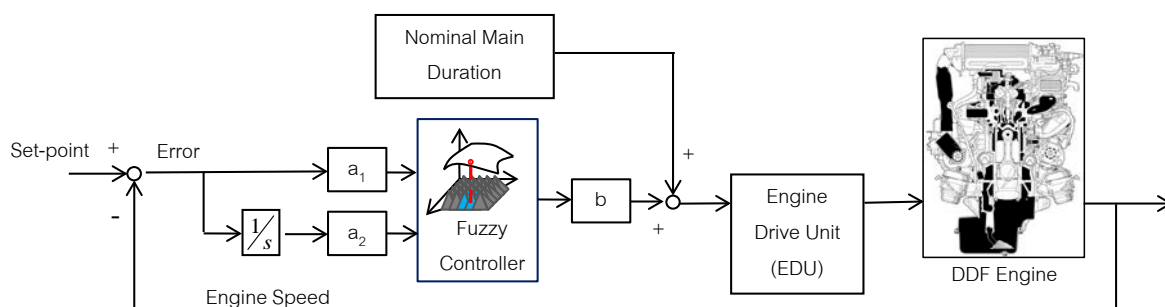 Nominal Main
Duration
+
Set-point
+
Error
-
a1
1/s
a2
Fuzzy
Controller
b
+
+
Engine
Drive Unit
(EDU)
DDF Engine
Engine Speed